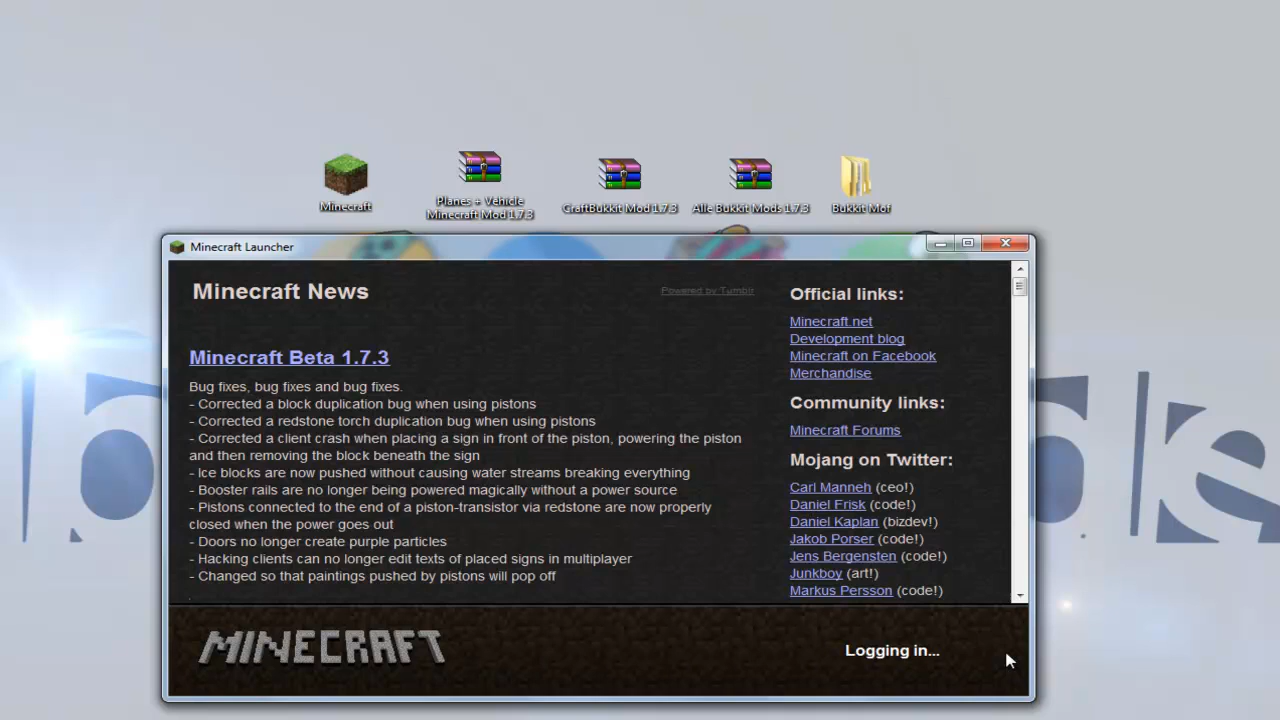 Minecraft
Planes + Vehicle
Minecraft Mod 1.7.3
CraftBukkit Mod 1.7.3
Alle Bukkit Mods 1.7.3
Bukkit Mof
Minecraft Launcher
Minecraft News
Powered by Tumblr
Minecraft Beta 1.7.3
Bug fixes, bug fixes and bug fixes.
- Corrected a block duplication bug when using pistons
- Corrected a redstone torch duplication bug when using pistons
- Corrected a client crash when placing a sign in front of the piston, powering the piston
and then removing the block beneath the sign
- Ice blocks are now pushed without causing water streams breaking everything
- Booster rails are no longer being powered magically without a power source
- Pistons connected to the end of a piston-transistor via redstone are now properly
closed when the power goes out
- Doors no longer create purple particles
- Hacking clients can no longer edit texts of placed signs in multiplayer
- Changed so that paintings pushed by pistons will pop off
Official links:
Minecraft.net
Development blog
Minecraft on Facebook
Merchandise
Community links:
Minecraft Forums
Mojang on Twitter:
Carl Manneh (ceo!)
Daniel Frisk (code!)
Daniel Kaplan (bizdev!)
Jakob Porser (code!)
Jens Bergensten (code!)
Junkboy (art!)
Markus Persson (code!)
MINECRAFT
Logging in...